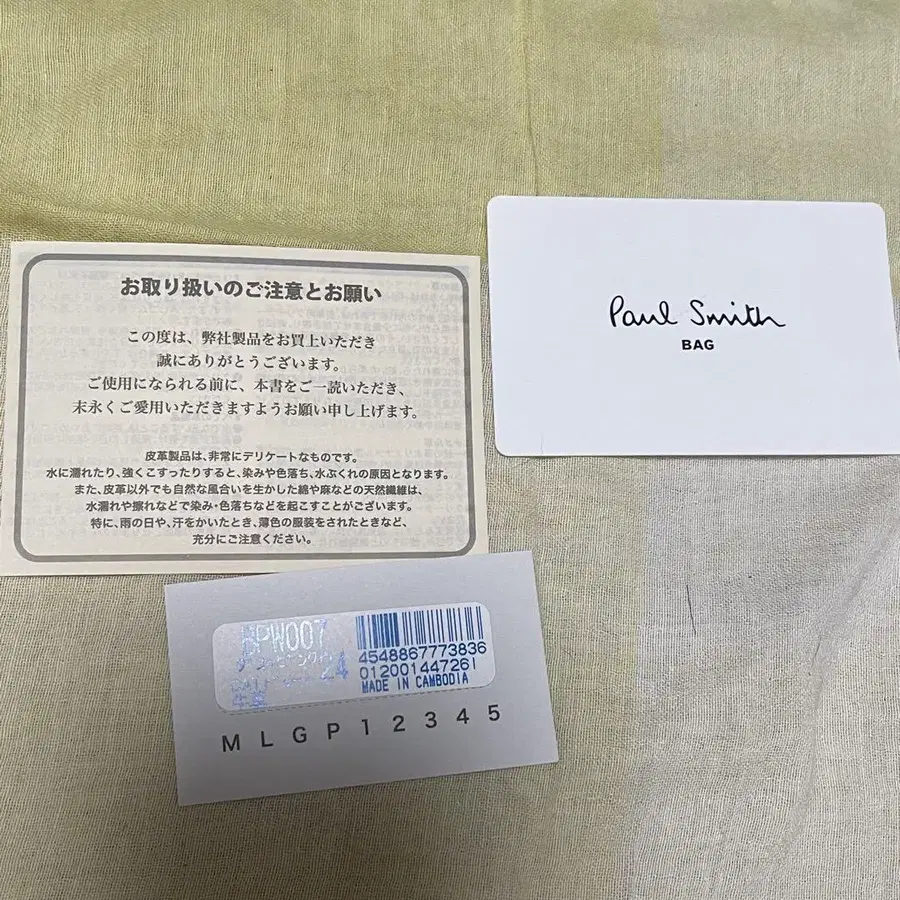 お取り扱いのご注意とお願い
この度は、弊社製品をお買上いただき
誠にありがとうございます。
ご使用になられる前に、本書をご一読いただき、
末永くご愛用いただきますようお願い申し上げます。
皮革製品は、非常にデリケートなものです。
水に濡れたり、強くこすったりすると、染みや色落ち、水ぶくれの原因となります。
また、皮革以外でも自然な風合いを生かした綿や麻などの天然繊維は、
水濡れや擦れなどで染み・色落ちなどを起こすことがございます。
特に、雨の日や、汗をかいたとき、薄色の服装をされたときなど、
充分にご注意ください。
Paul Smith
BAG
BPW007
24
牛革
4548867773836
012001447261
MADE IN CAMBODIA
M L G P 1 2 3 4 5